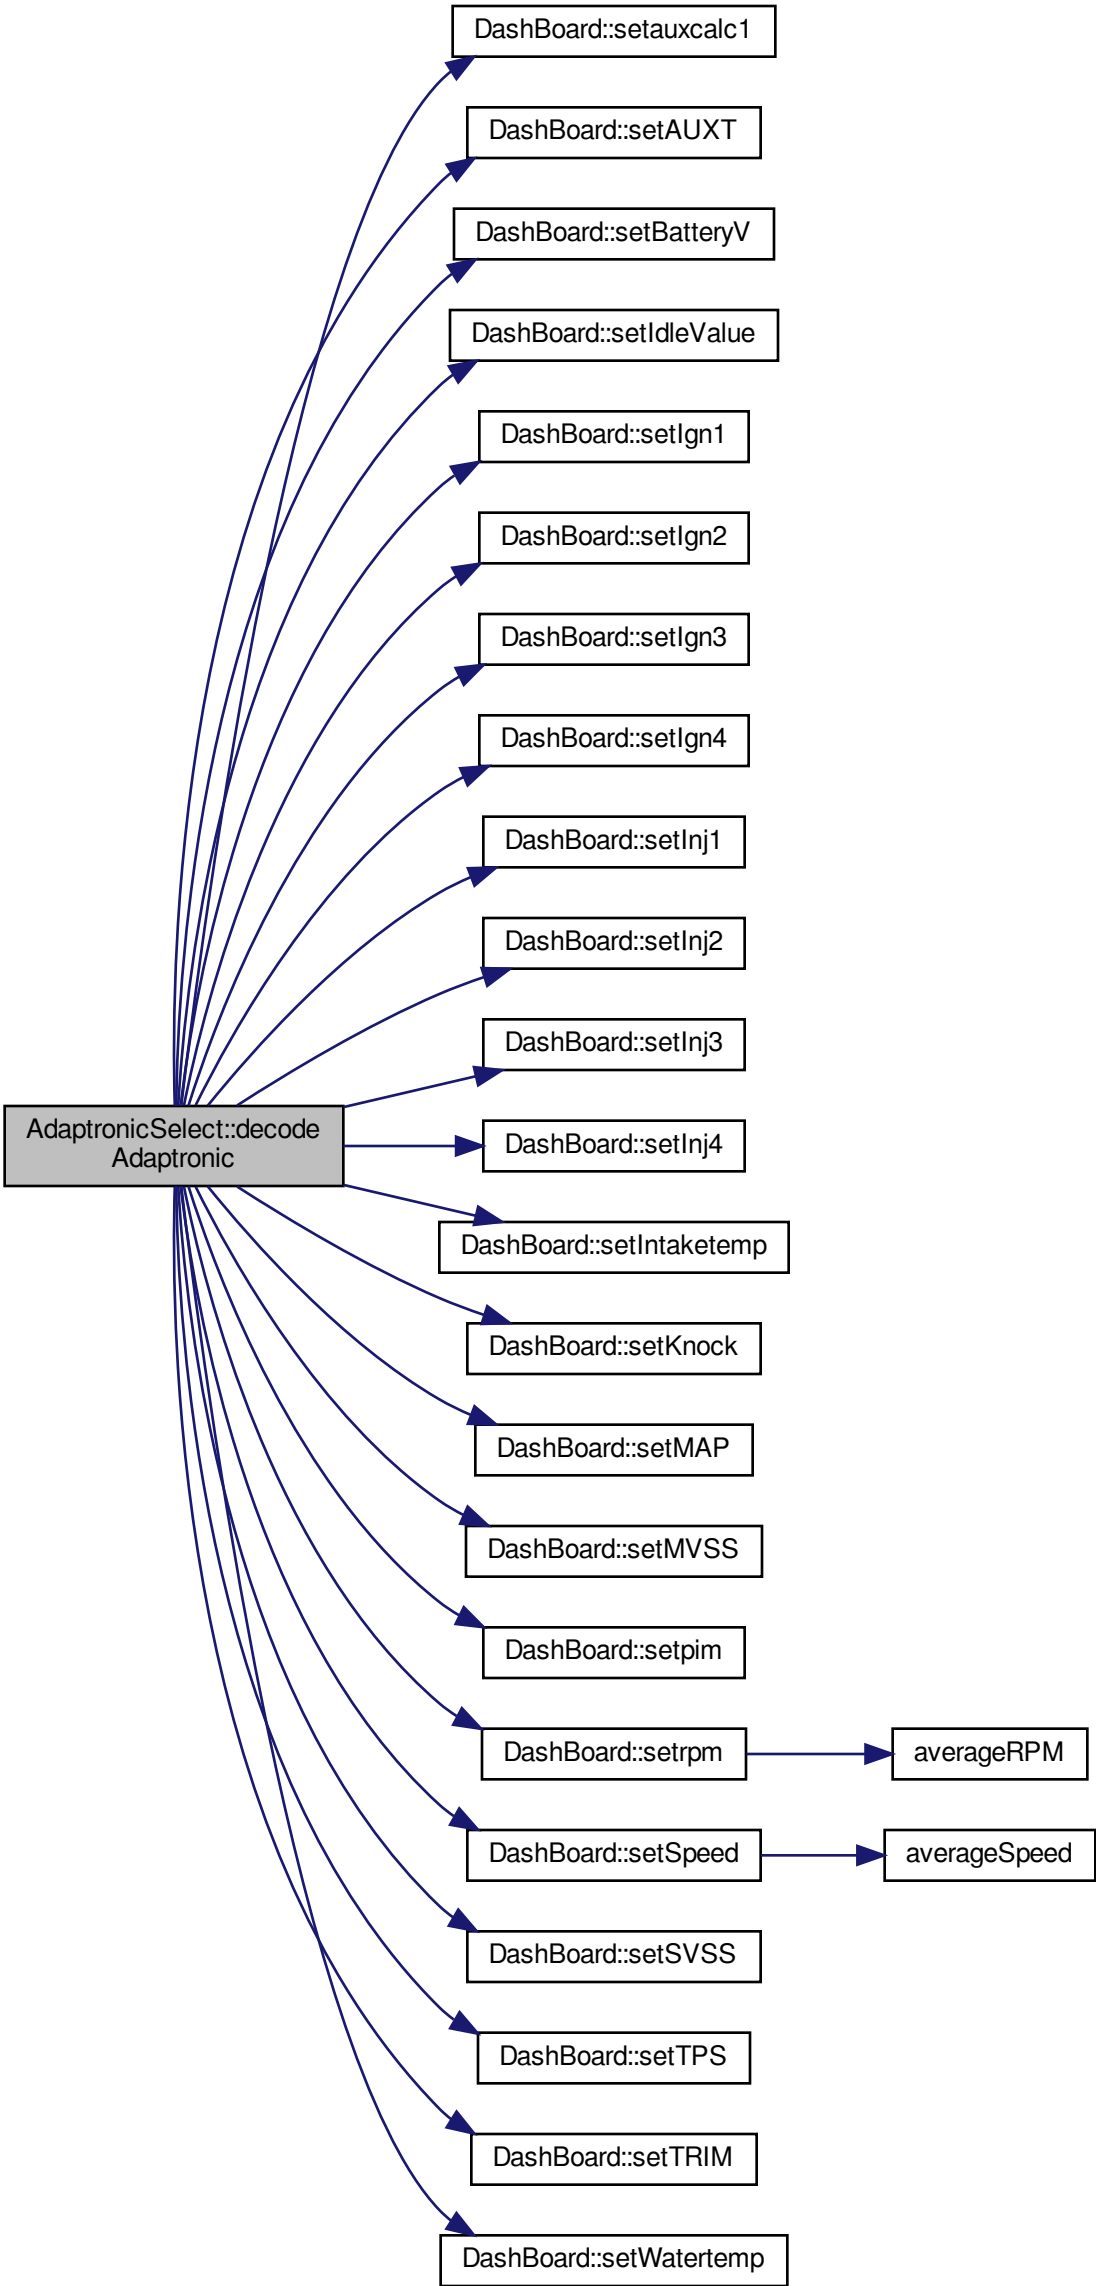 DashBoard::setauxcalc1
DashBoard::setAUXT
DashBoard::setBatteryV
DashBoard::setIdleValue
DashBoard::setIgn1
DashBoard::setIgn2
DashBoard::setIgn3
DashBoard::setIgn4
DashBoard::setInj1
DashBoard::setInj2
DashBoard::setInj3
AdaptronicSelect::decode
Adaptronic
DashBoard::setInj4
DashBoard::setIntaketemp
DashBoard::setKnock
DashBoard::setMAP
DashBoard::setMVSS
DashBoard::setpim
DashBoard::setrpm
averageRPM
DashBoard::setSpeed
averageSpeed
DashBoard::setSVSS
DashBoard::setTPS
DashBoard::setTRIM
DashBoard::setWatertemp